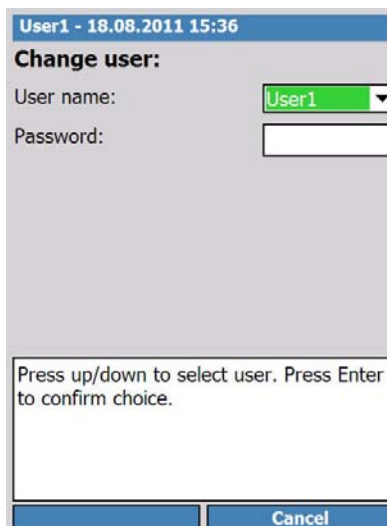 User1 - 18.08.2011 15:36
Change user:
User name: User1
Password:
Press up/down to select user. Press Enter
to confirm choice.
Cancel